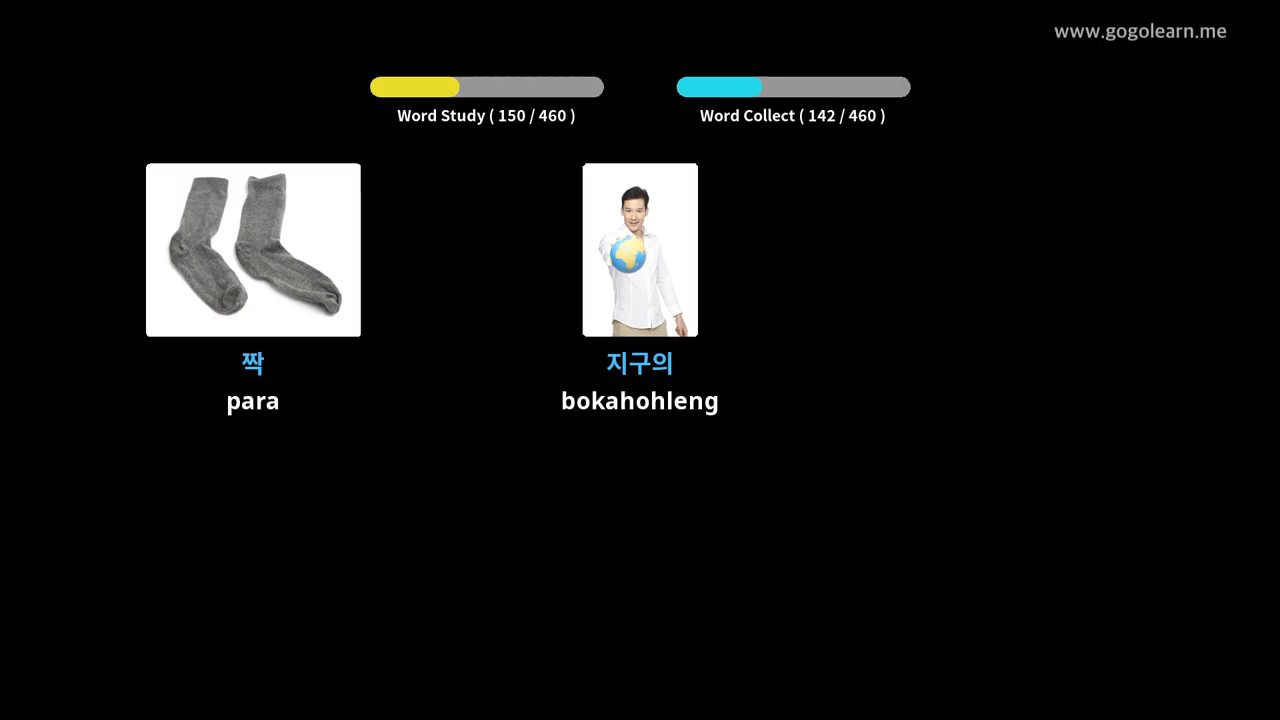 www.gogolearn.me
Word Study ( 150 / 460 )
Word Collect ( 142 / 460 )
짝
para
지구의
bokahohleng